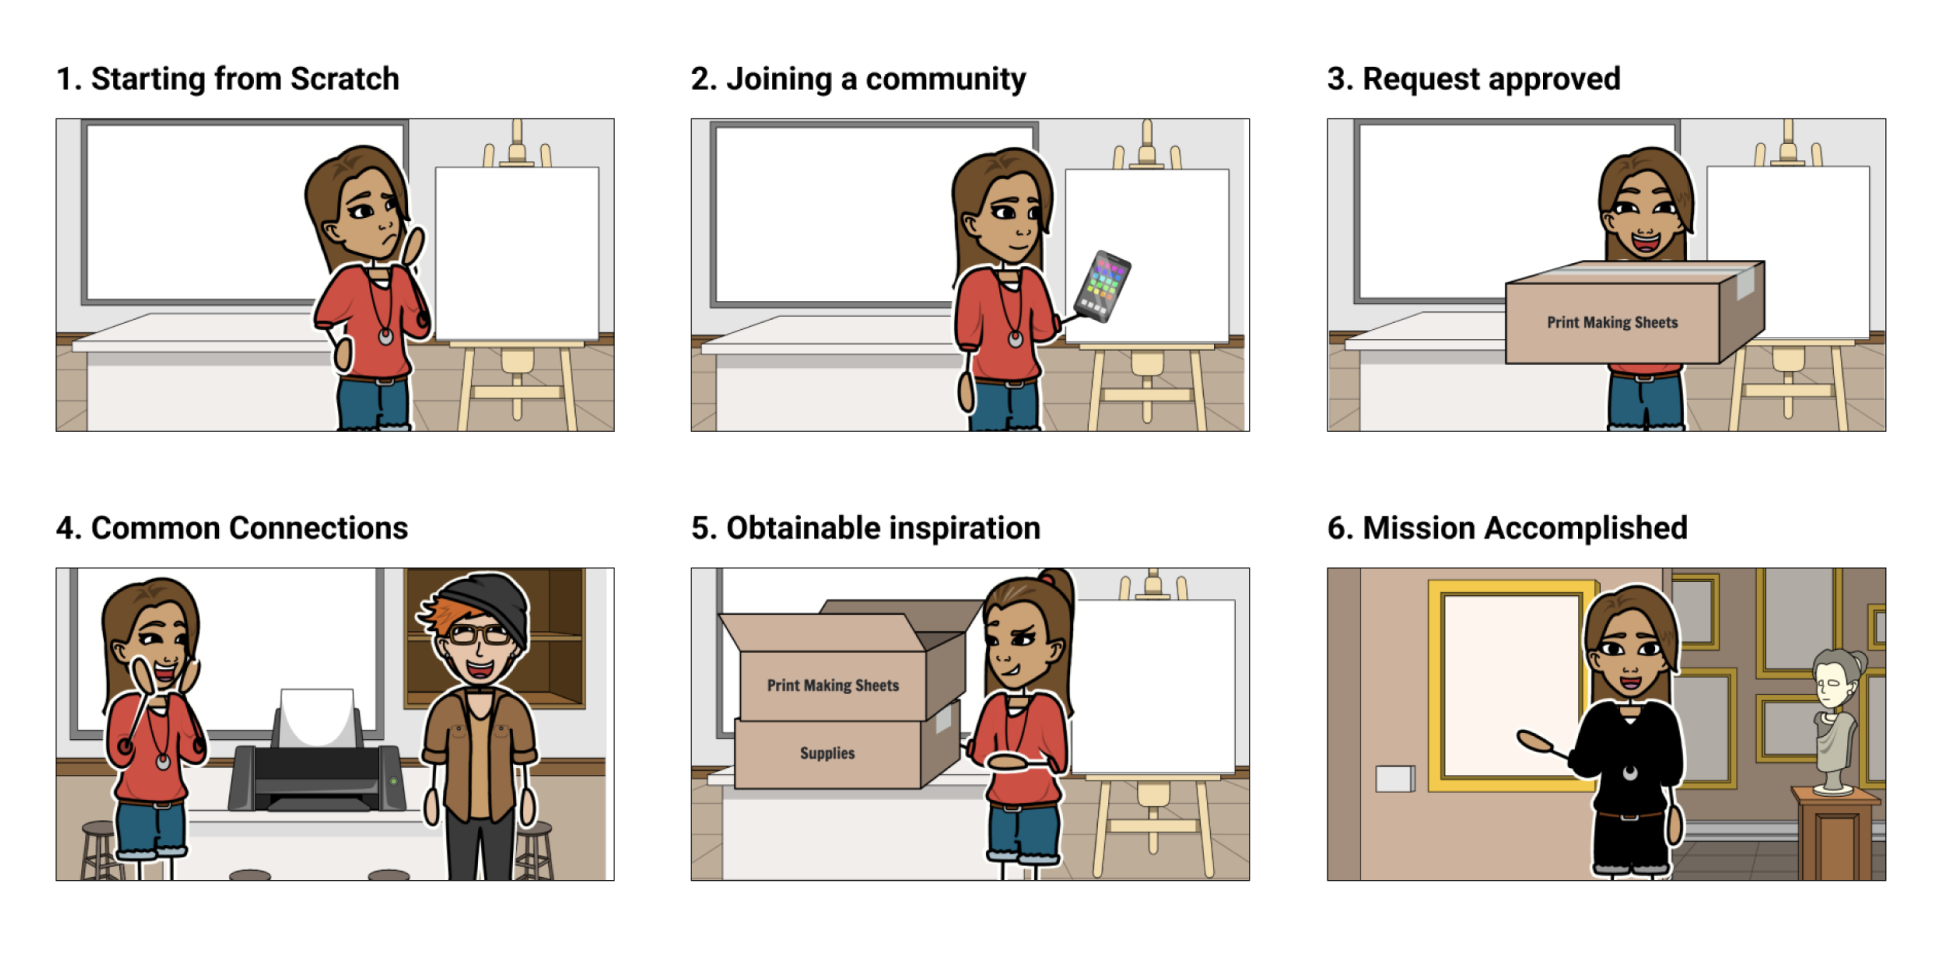 1. Starting from Scratch
2. Joining a community
3. Request approved
Print Making Sheets
4. Common Connections
5. Obtainable inspiration
Print Making Sheets
Supplies
6. Mission Accomplished